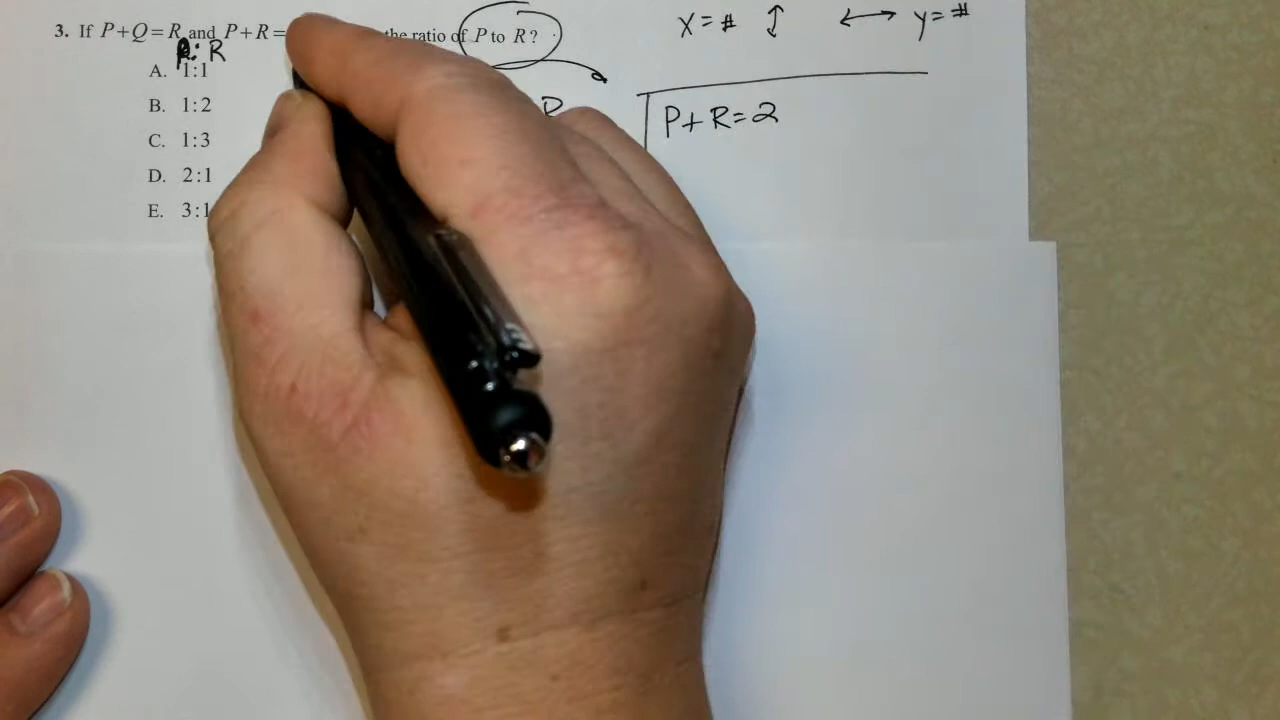 3. If P+Q=R and P+R= the ratio of P to R?
P: R
A. 1:1
B. 1:2
C. 1:3
D. 2:1
E. 3:1
X=# ↕ ↔ y=#
P+R=2